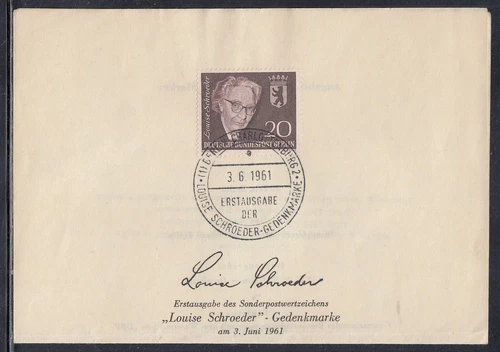 Louise Schroeder
20
DEUTSCHE BUNDESPOST BERLIN
3. 6. 1961
ERSTAUSGABE
DER
LOUISE SCHROEDER-GEDENKMARKE
Louise Schroeder
Erstausgabe des Sonderpostwertzeichens
„Louise Schroeder"- Gedenkmarke
am 3. Juni 1961